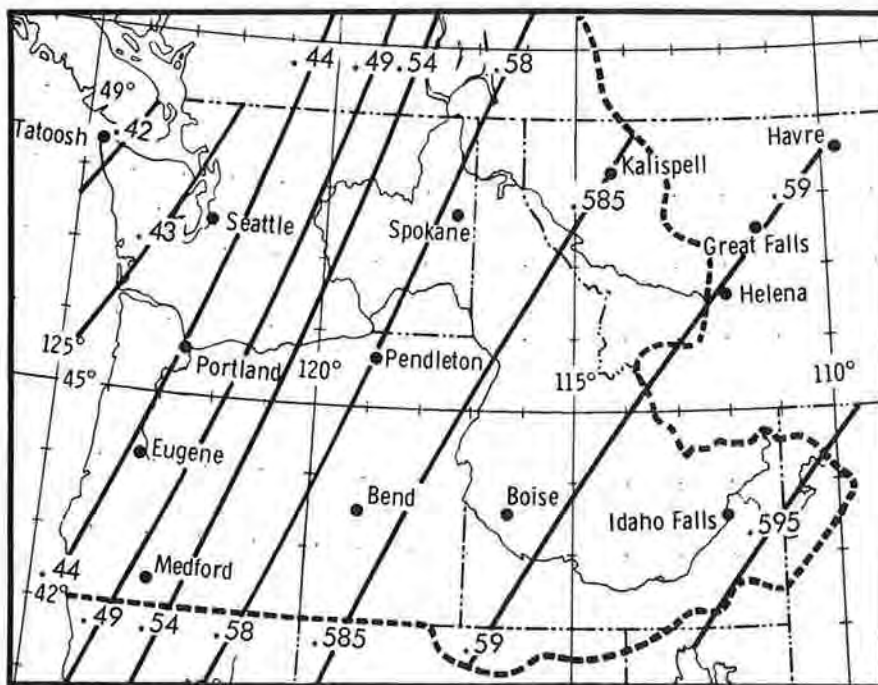 .44 .49 .54 .58
49°
.42
Tatoosh
Havre
Kalispell
.59
.585
Seattle
Spokane
.43
Great Falls
Helena
125°
Portland
120°
Pendleton
115°
110°
45°
Eugene
Bend
Boise
Idaho Falls
.595
.44
Medford
42°
.49
.54
.58
.585
.59